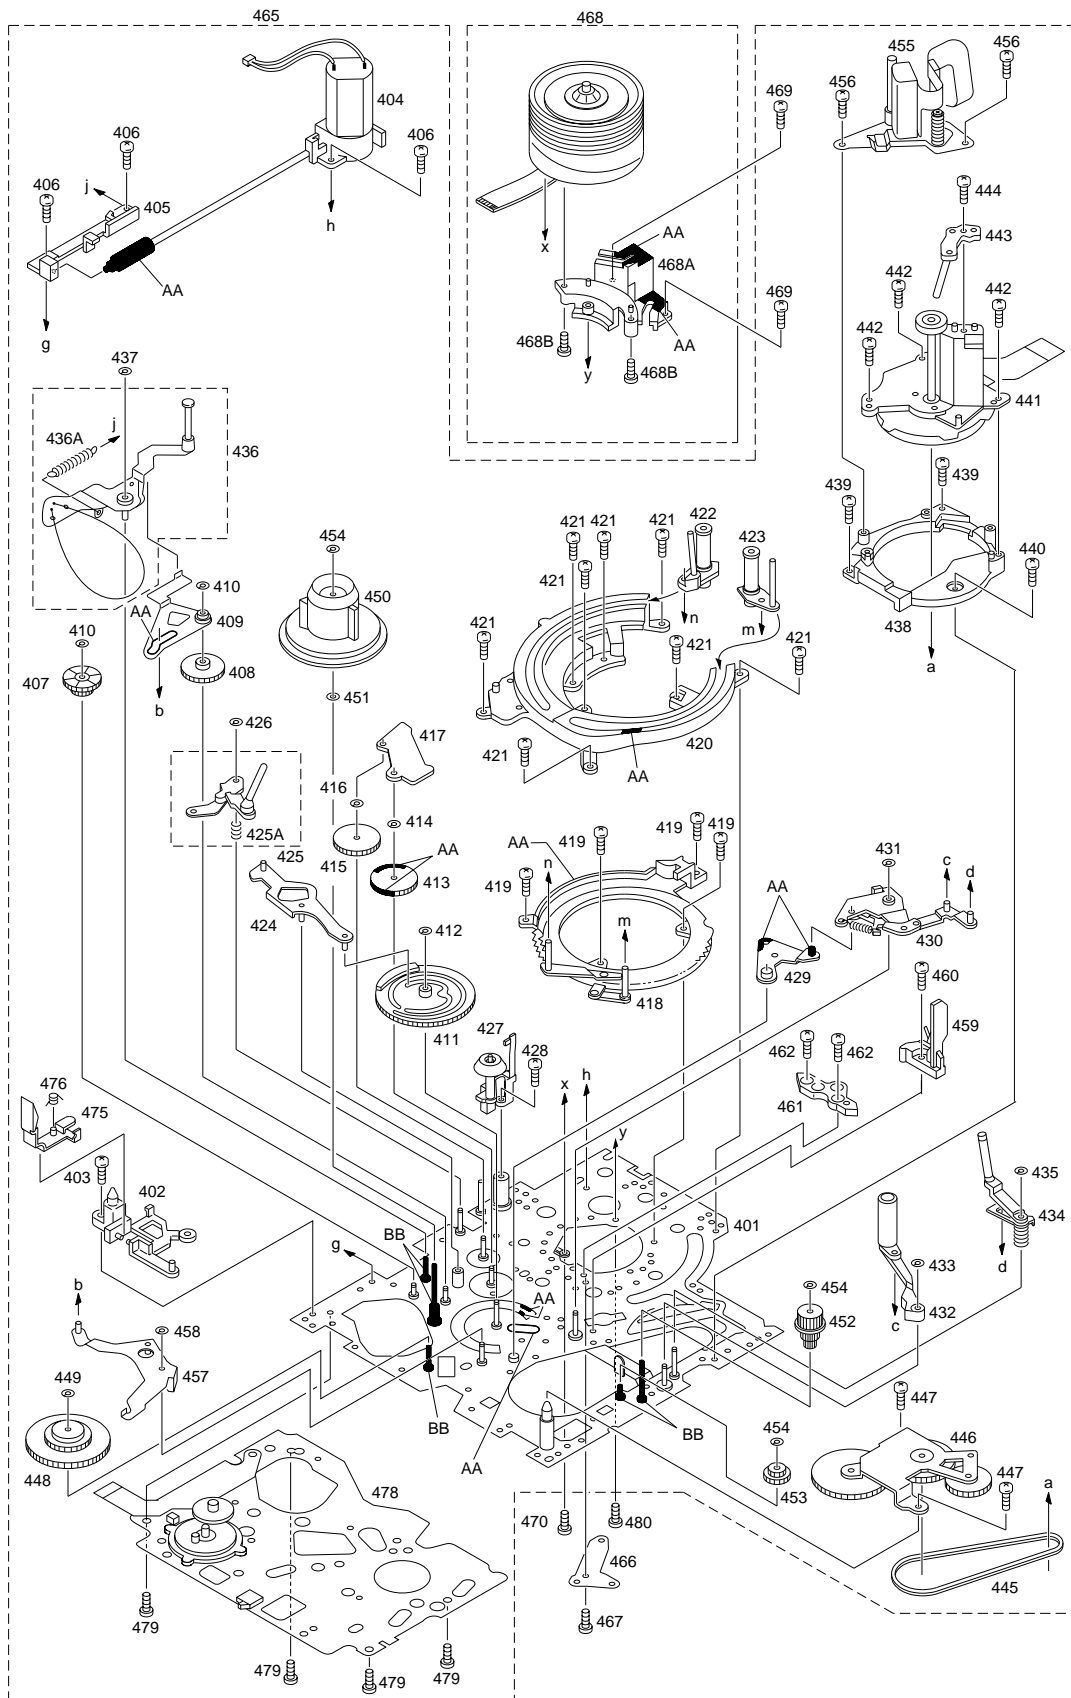 465
468
455
456
456
404
469
406
406
406
j
405
444
443
h
x
AA
468A
442
442
AA
442
g
469
437
468B
AA
y
468B
441
j
436A
436
439
454
421
421
421
422
423
439
410
450
421
440
AA
409
n
410
421
421
m
421
438
407
408
451
a
b
426
417
421
420
AA
416
414
425A
419
419
419
431
c
d
425
415
AA
413
AA
n
419
AA
424
412
m
430
429
460
418
427
459
411
428
462
462
476
x
h
461
475
y
403
402
435
401
434
BB
g
433
d
454
b
AA
452
432
458
c
449
457
BB
447
BB
454
446
AA
448
453
447
a
478
470
480
466
445
479
467
479
479
479